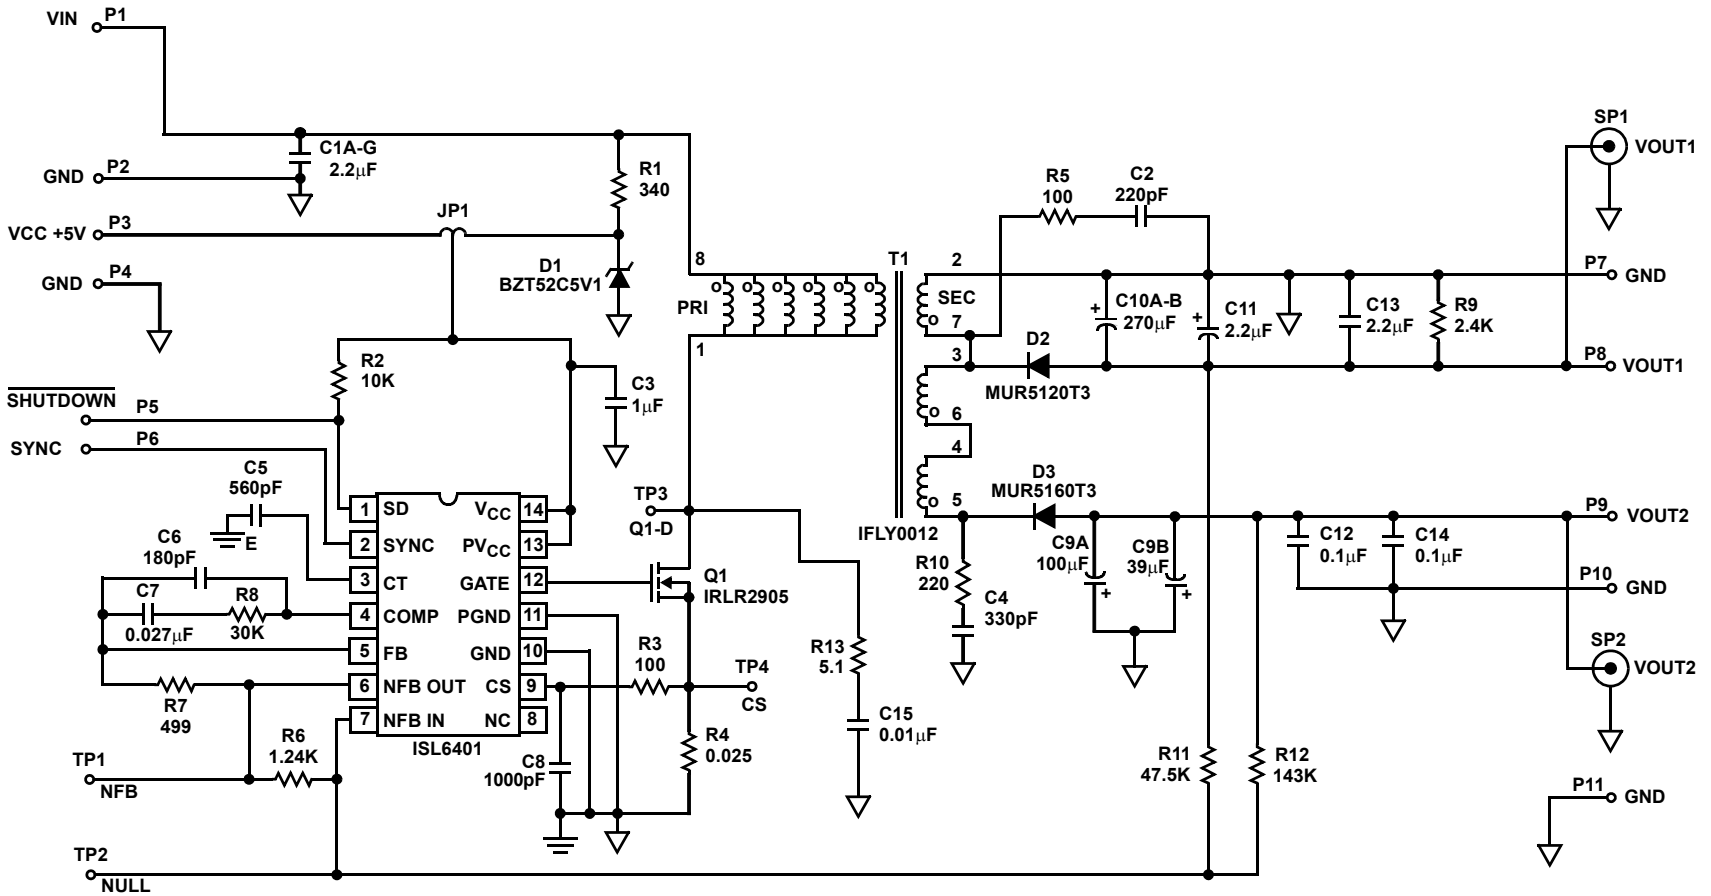 VIN P1
C1A-G
2.2µF
GND P2
R1
340
VCC +5V P3
JP1
GND P4
D1
BZT52C5V1
R2
10K
C3
1µF
SHUTDOWN P5
SYNC P6
C5
560pF
E
C6
180pF
C7
0.027µF
R8
30K
R7
499
R6
1.24K
TP1
NFB
TP2
NULL
1 SD
2 SYNC
3 CT
4 COMP
5 FB
6 NFB OUT
7 NFB IN
VCC 14
PVCC 13
GATE 12
PGND 11
GND 10
CS 9
NC 8
ISL6401
C8
1000pF
R3
100
R4
0.025
TP4
CS
TP3
Q1-D
Q1
IRLR2905
R13
5.1
C15
0.01µF
8
PRI
1
T1
IFLY0012
2
SEC
7
3
6
4
5
R5
100
C2
220pF
D2
MUR5120T3
D3
MUR5160T3
R10
220
C4
330pF
+
C10A-B
270µF
+
C11
2.2µF
C13
2.2µF
R9
2.4K
C9A
100µF
+
C9B
39µF
+
C12
0.1µF
C14
0.1µF
R11
47.5K
R12
143K
SP1
VOUT1
P7 GND
P8 VOUT1
P9 VOUT2
P10 GND
SP2
VOUT2
P11 GND